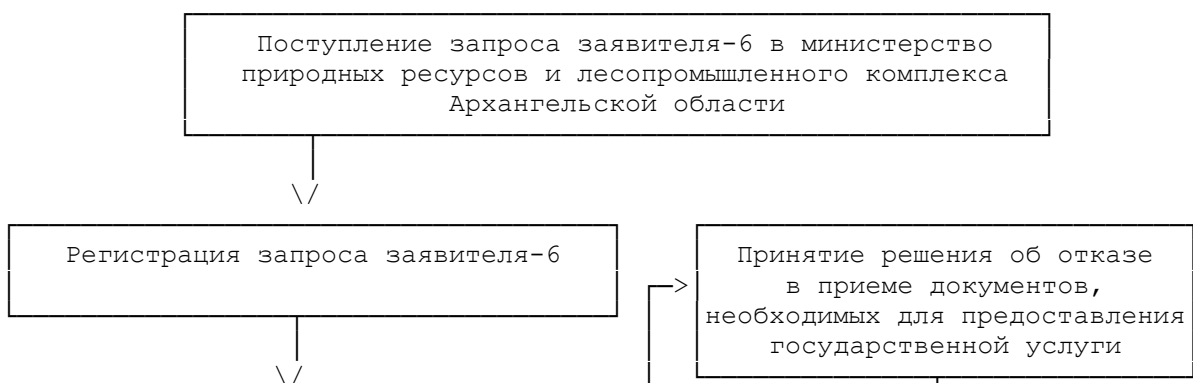 Поступление запроса заявителя-6 в министерство
природных ресурсов и лесопромышленного комплекса
Архангельской области
Регистрация запроса заявителя-6
Принятие решения об отказе
в приеме документов,
необходимых для предоставления
государственной услуги